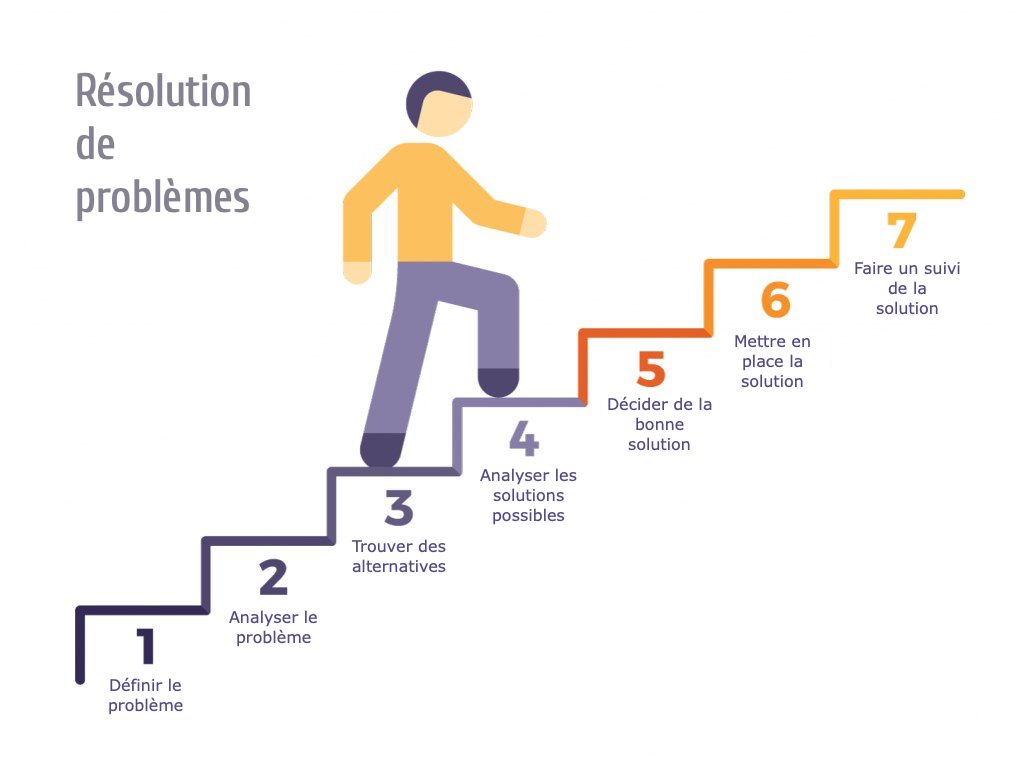 Résolution
de
problèmes
1
Définir le
problème
2
Analyser le
problème
3
Trouver des
alternatives
4
Analyser les
solutions
possibles
5
Décider de la
bonne
solution
6
Mettre en
place la
solution
7
Faire un suivi
de la
solution